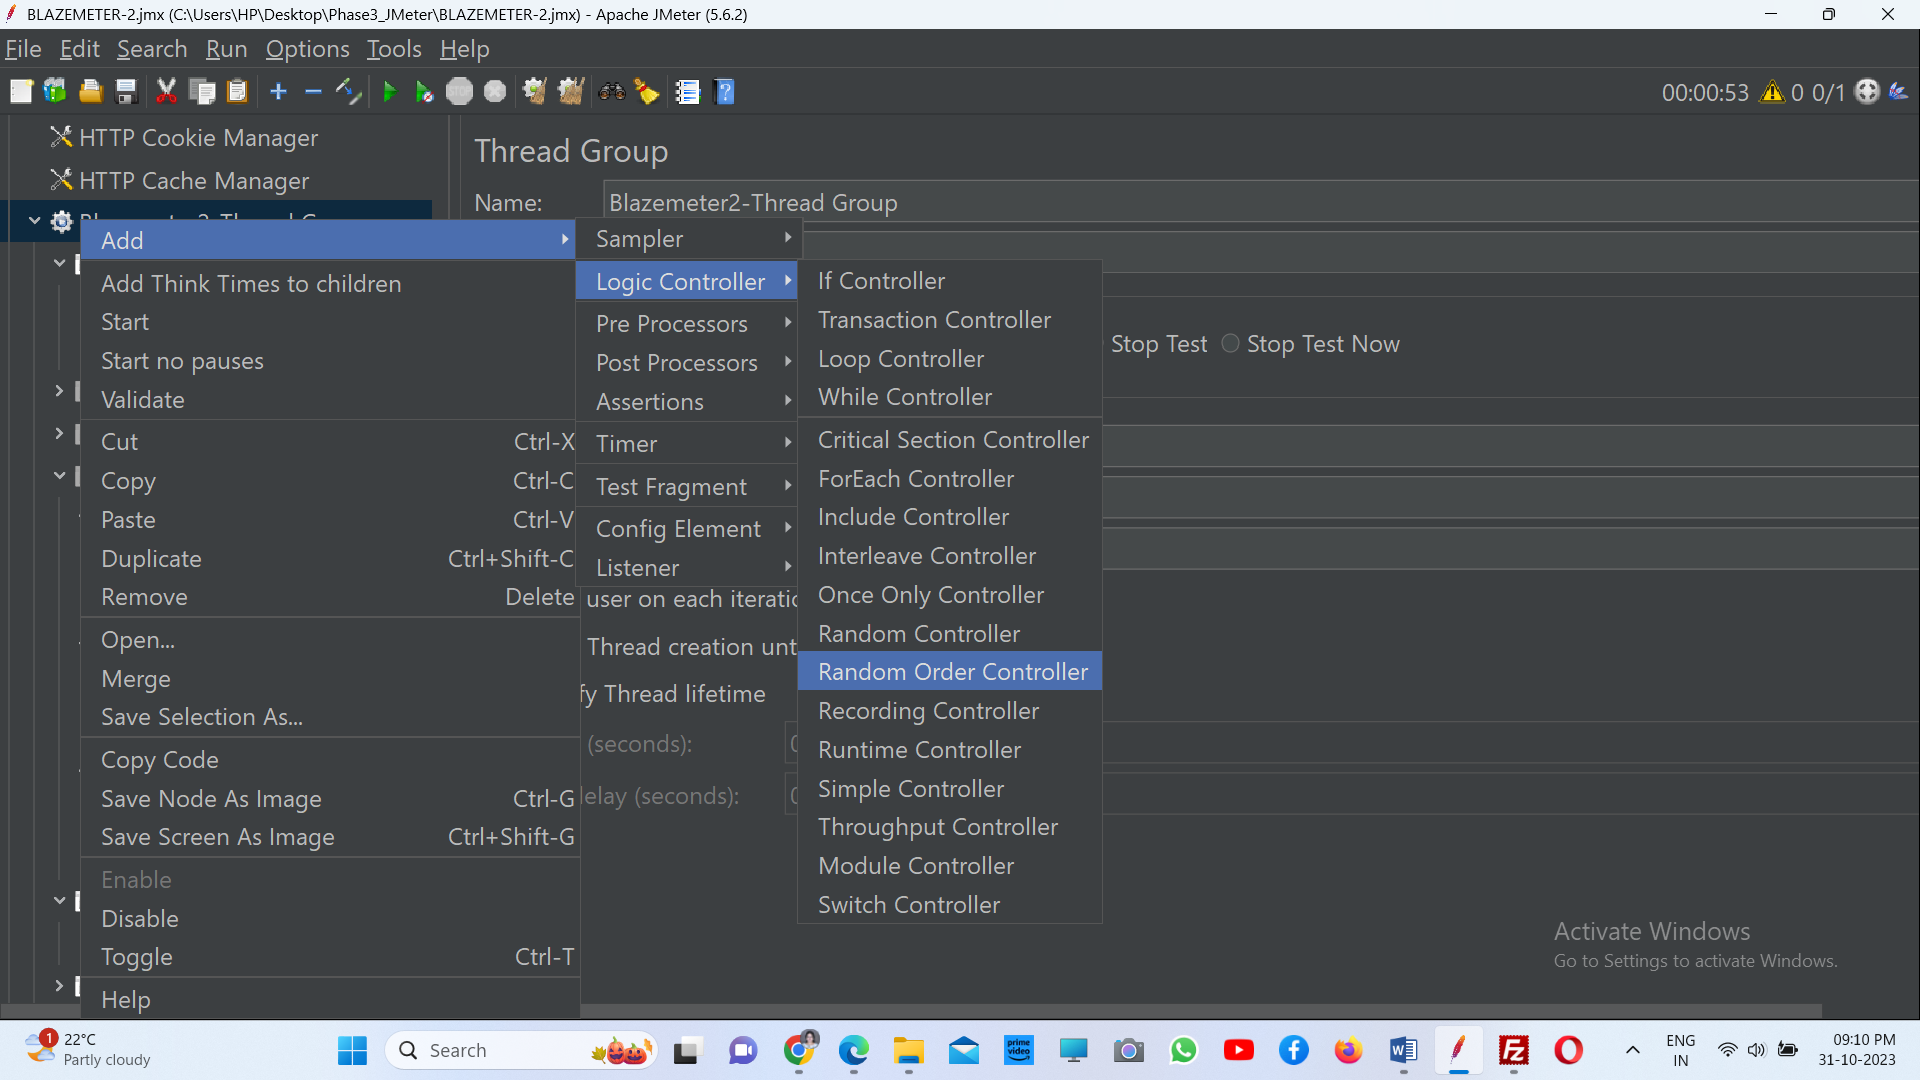 BLAZEMETER-2.jmx (C:\Users\HP\Desktop\Phase3_JMeter\BLAZEMETER-2.jmx) - Apache JMeter (5.6.2)
File Edit Search Run Options Tools Help
STOP
00:00:53 0 0/1
HTTP Cookie Manager
HTTP Cache Manager
Thread Group
Name: Blazemeter2-Thread Group
Add
Add Think Times to children
Start
Start no pauses
Validate
Cut Ctrl-X
Copy Ctrl-C
Paste Ctrl-V
Duplicate Ctrl+Shift-C
Remove Delete
Open...
Merge
Save Selection As...
Copy Code
Save Node As Image Ctrl-G
Save Screen As Image Ctrl+Shift-G
Enable
Disable
Toggle Ctrl-T
Help
Sampler
Logic Controller
Pre Processors
Post Processors
Assertions
Timer
Test Fragment
Config Element
Listener
If Controller
Transaction Controller
Loop Controller
While Controller
Critical Section Controller
ForEach Controller
Include Controller
Interleave Controller
Once Only Controller
Random Controller
Random Order Controller
Recording Controller
Runtime Controller
Simple Controller
Throughput Controller
Module Controller
Switch Controller
Stop Test Stop Test Now
user on each
Thread creation
Thread lifetime
(seconds):
(seconds):
Activate Windows
Go to Settings to activate Windows.
1
22°C
Partly cloudy
Search
prime video
ENG
IN
09:10 PM
31-10-2023